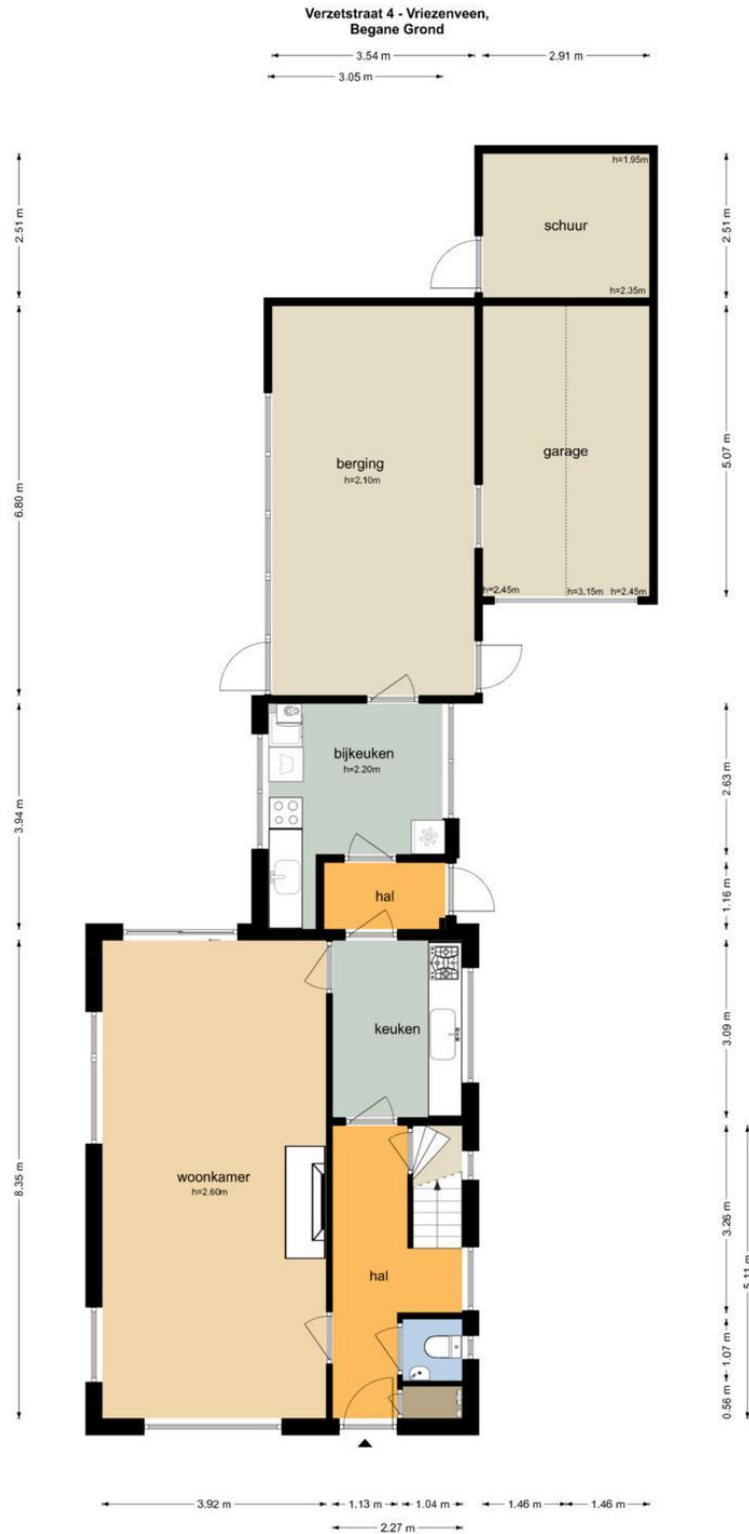 Verzetstraat 4 - Vriezenveen,
Begane Grond
3.54 m
2.91 m
3.05 m
2.51 m
h=1.95m
schuur
h=2.35m
2.51 m
6.80 m
berging
h=2.10m
garage
h=2.45m
h=3.15m
h=2.45m
5.07 m
3.94 m
bijkeuken
h=2.20m
2.63 m
hal
1.16 m
8.35 m
keuken
3.09 m
woonkamer
h=2.60m
hal
3.26 m
5.11 m
1.07 m
0.56 m
3.92 m
1.13 m
1.04 m
1.46 m
1.46 m
2.27 m